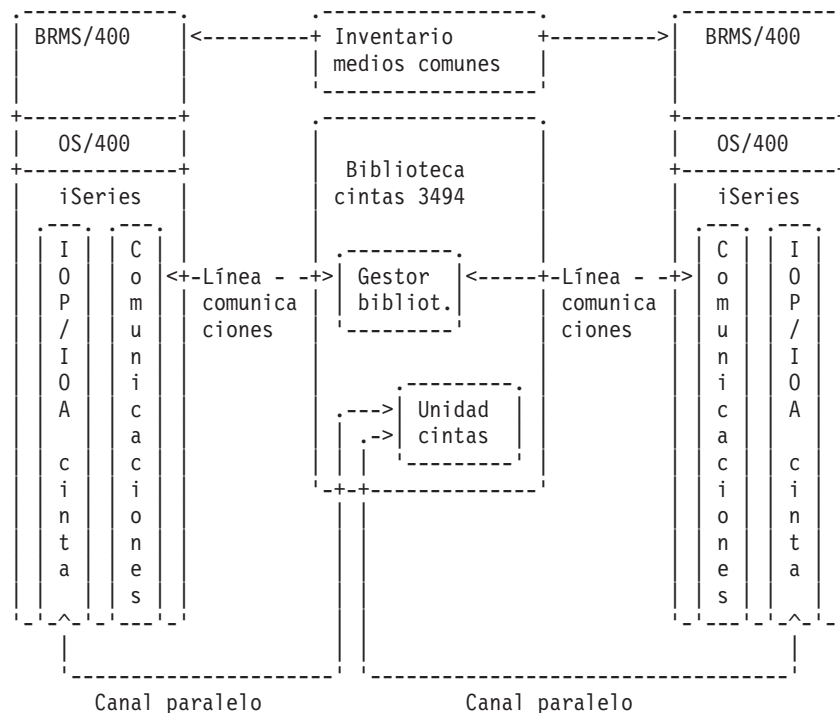 BRMS/400
Inventario
medios comunes
BRMS/400
OS/400
OS/400
Biblioteca
cintas 3494
iSeries
iSeries
IOP/IOA cinta
Comunicaciones
Línea
comunica
ciones
Gestor
bibliot.
Línea
comunica
ciones
Comunicaciones
IOP/IOA cinta
Unidad
cintas
Canal paralelo
Canal paralelo